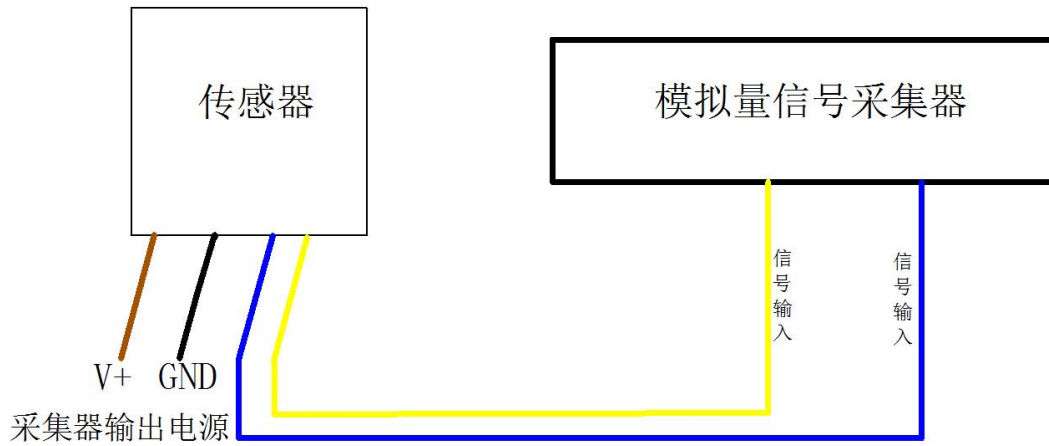 传感器
模拟量信号采集器
信号输入
信号输入
V+ GND
采集器输出电源